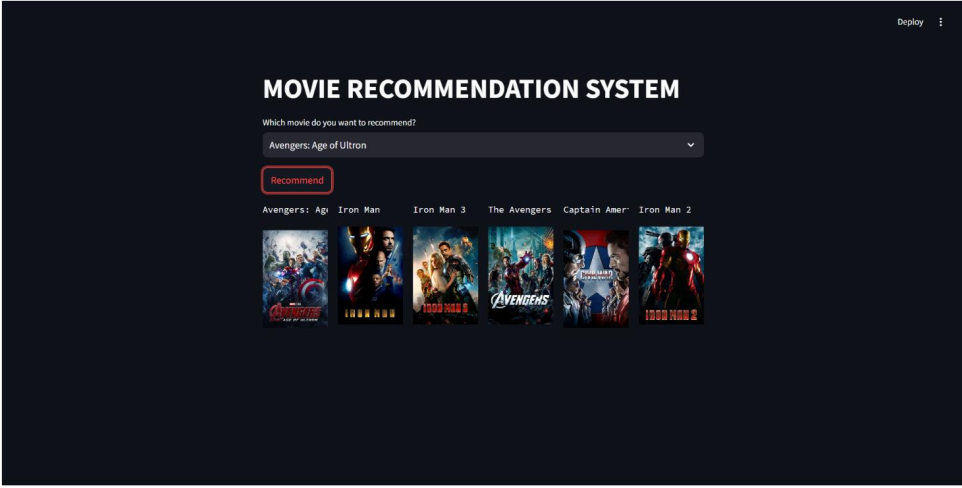 Deploy
MOVIE RECOMMENDATION SYSTEM
Which movie do you want to recommend?
Avengers: Age of Ultron
Recommend
Avengers: Ag Iron Man Iron Man 3 The Avengers Captain Amer Iron Man 2
AVENGERS
AGE OF ULTRON
IRON MAN
IRON MAN 3
AVENGERS
CIVIL WAR
IRON MAN 2